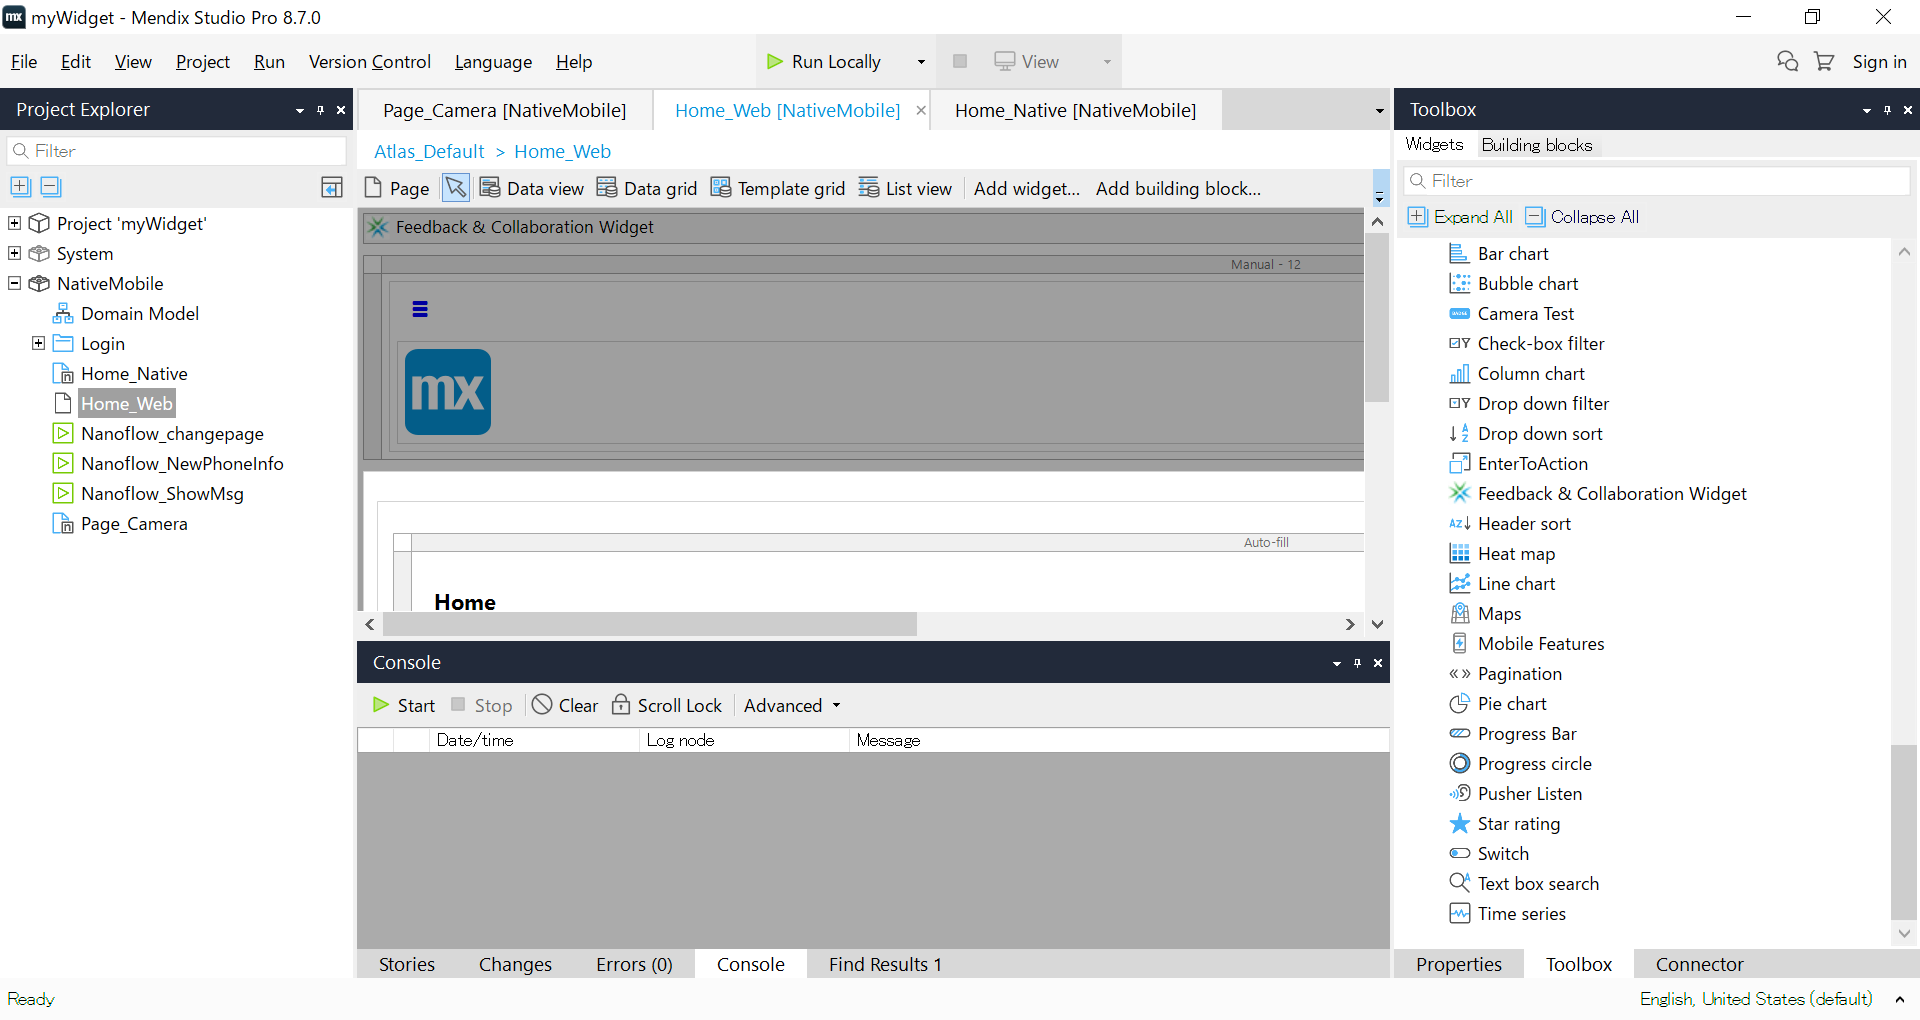 mx myWidget - Mendix Studio Pro 8.7.0
File Edit View Project Run Version Control Language Help Run Locally View Sign in
Project Explorer
Filter
Project 'myWidget'
System
NativeMobile
Domain Model
Login
Home_Native
Home_Web
Nanoflow_changepage
Nanoflow_NewPhoneInfo
Nanoflow_ShowMsg
Page_Camera
Page_Camera [NativeMobile] Home_Web [NativeMobile] Home_Native [NativeMobile]
Atlas_Default > Home_Web
Page Data view Data grid Template grid List view Add widget... Add building block...
Feedback & Collaboration Widget
Manual - 12
mx
Auto-fill
Home
Console
Start Stop Clear Scroll Lock Advanced
Date/time Log node Message
Stories Changes Errors (0) Console Find Results 1
Toolbox
Widgets Building blocks
Filter
Expand All Collapse All
Bar chart
Bubble chart
Camera Test
Check-box filter
Column chart
Drop down filter
Drop down sort
EnterToAction
Feedback & Collaboration Widget
Header sort
Heat map
Line chart
Maps
Mobile Features
Pagination
Pie chart
Progress Bar
Progress circle
Pusher Listen
Star rating
Switch
Text box search
Time series
Properties Toolbox Connector
Ready English, United States (default)